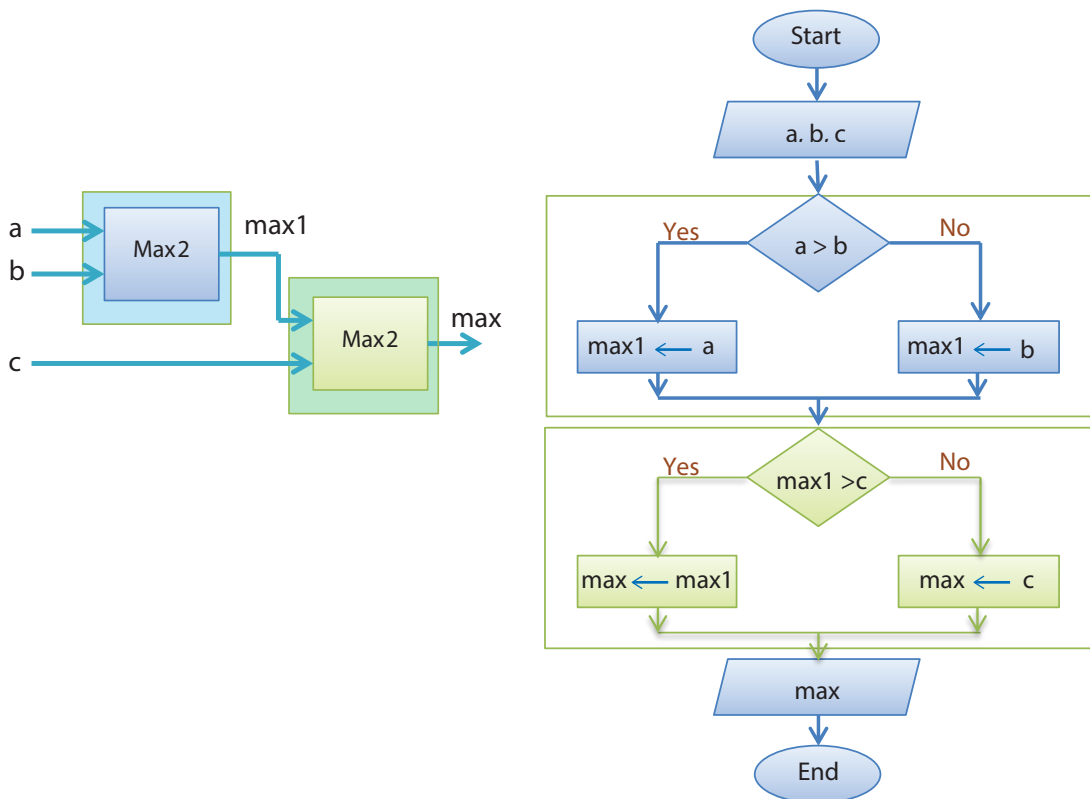 a
b
c
Max2
max1
Max2
max
Start
a. b. c
a > b
Yes
No
max1 ← a
max1 ← b
max1 >c
Yes
No
max ← max1
max ← c
max
End